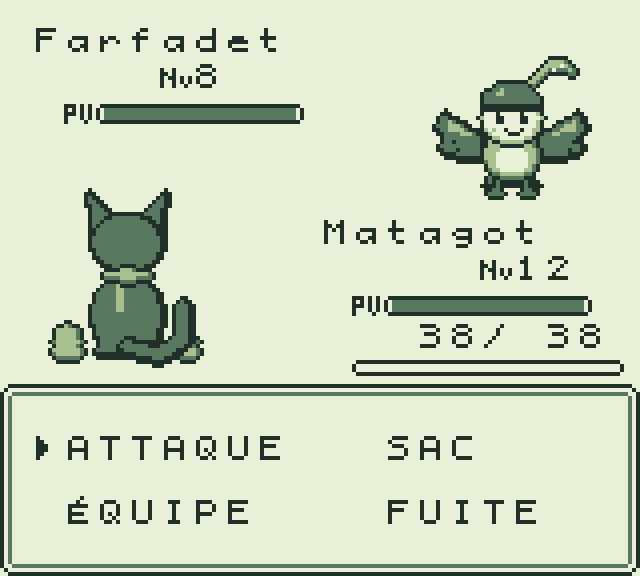 Farfadet
Nv8
PV
Matagot
Nv12
PV
38/ 38
ATTAQUE SAC
ÉQUIPE FUITE